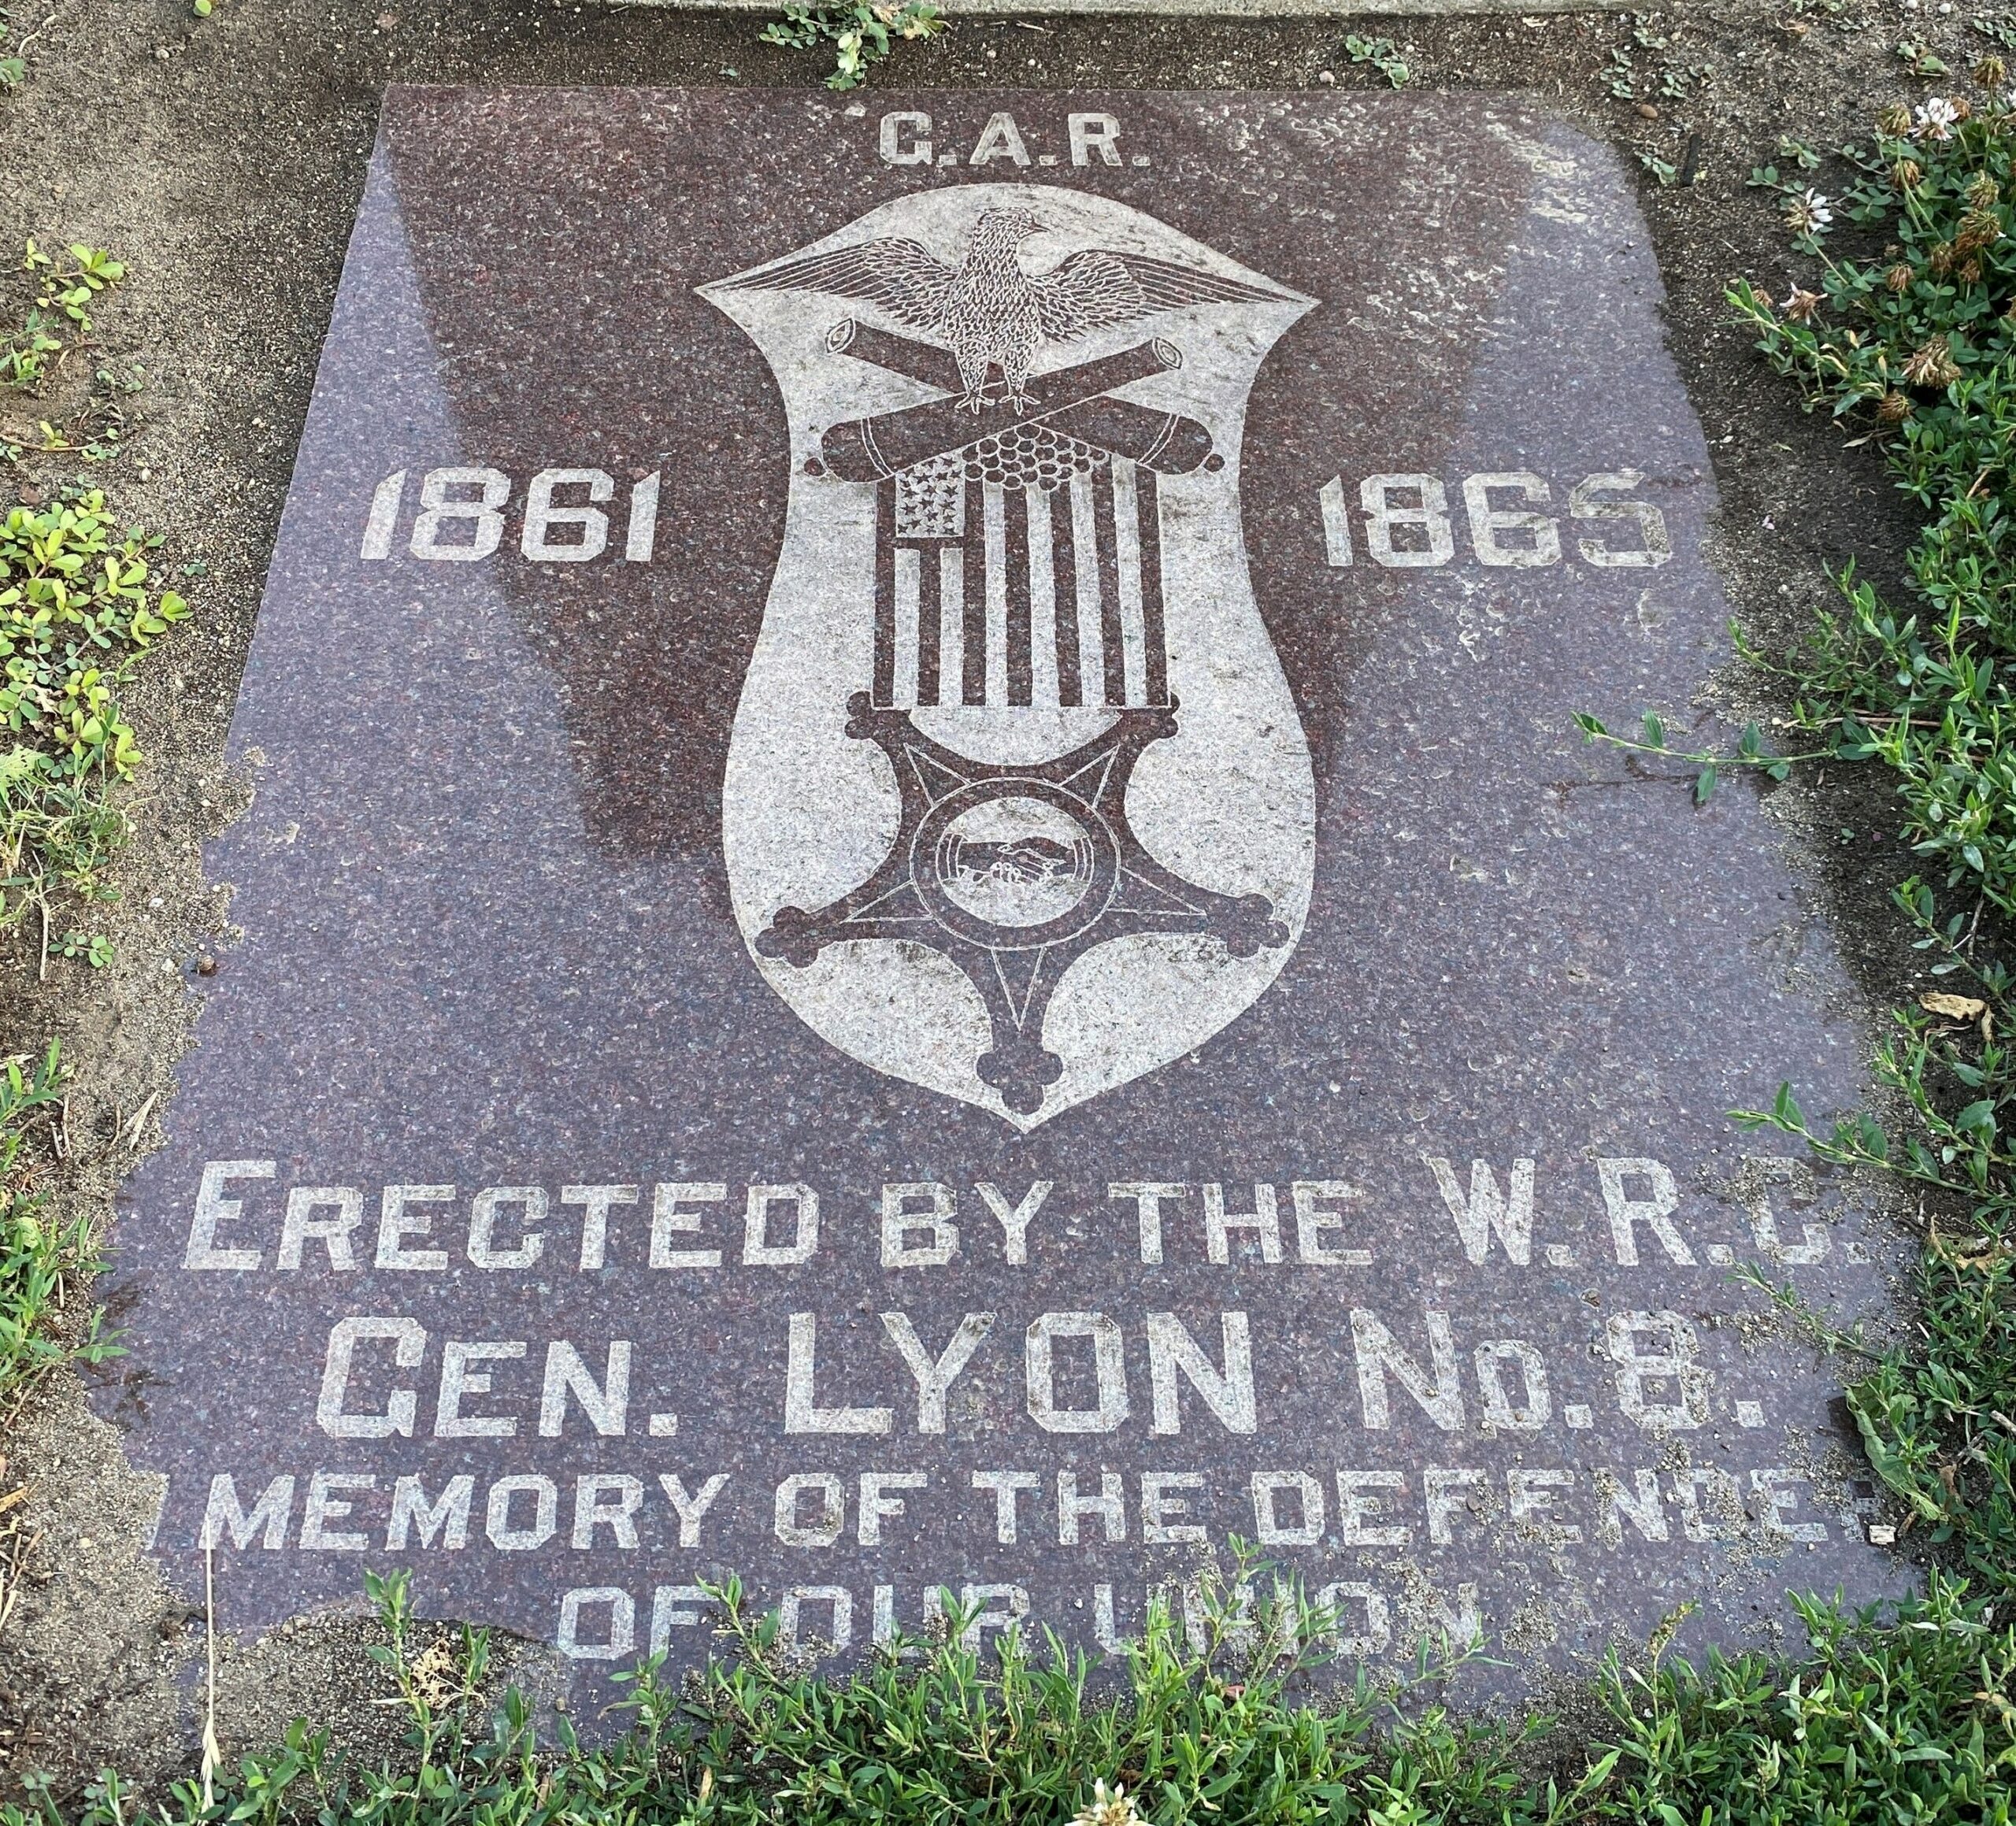 G.A.R.
1861 1865
ERECTED BY THE W.R.C.
GEN. LYON No. 8.
MEMORY OF THE DEFENDE
OF OUR UNION